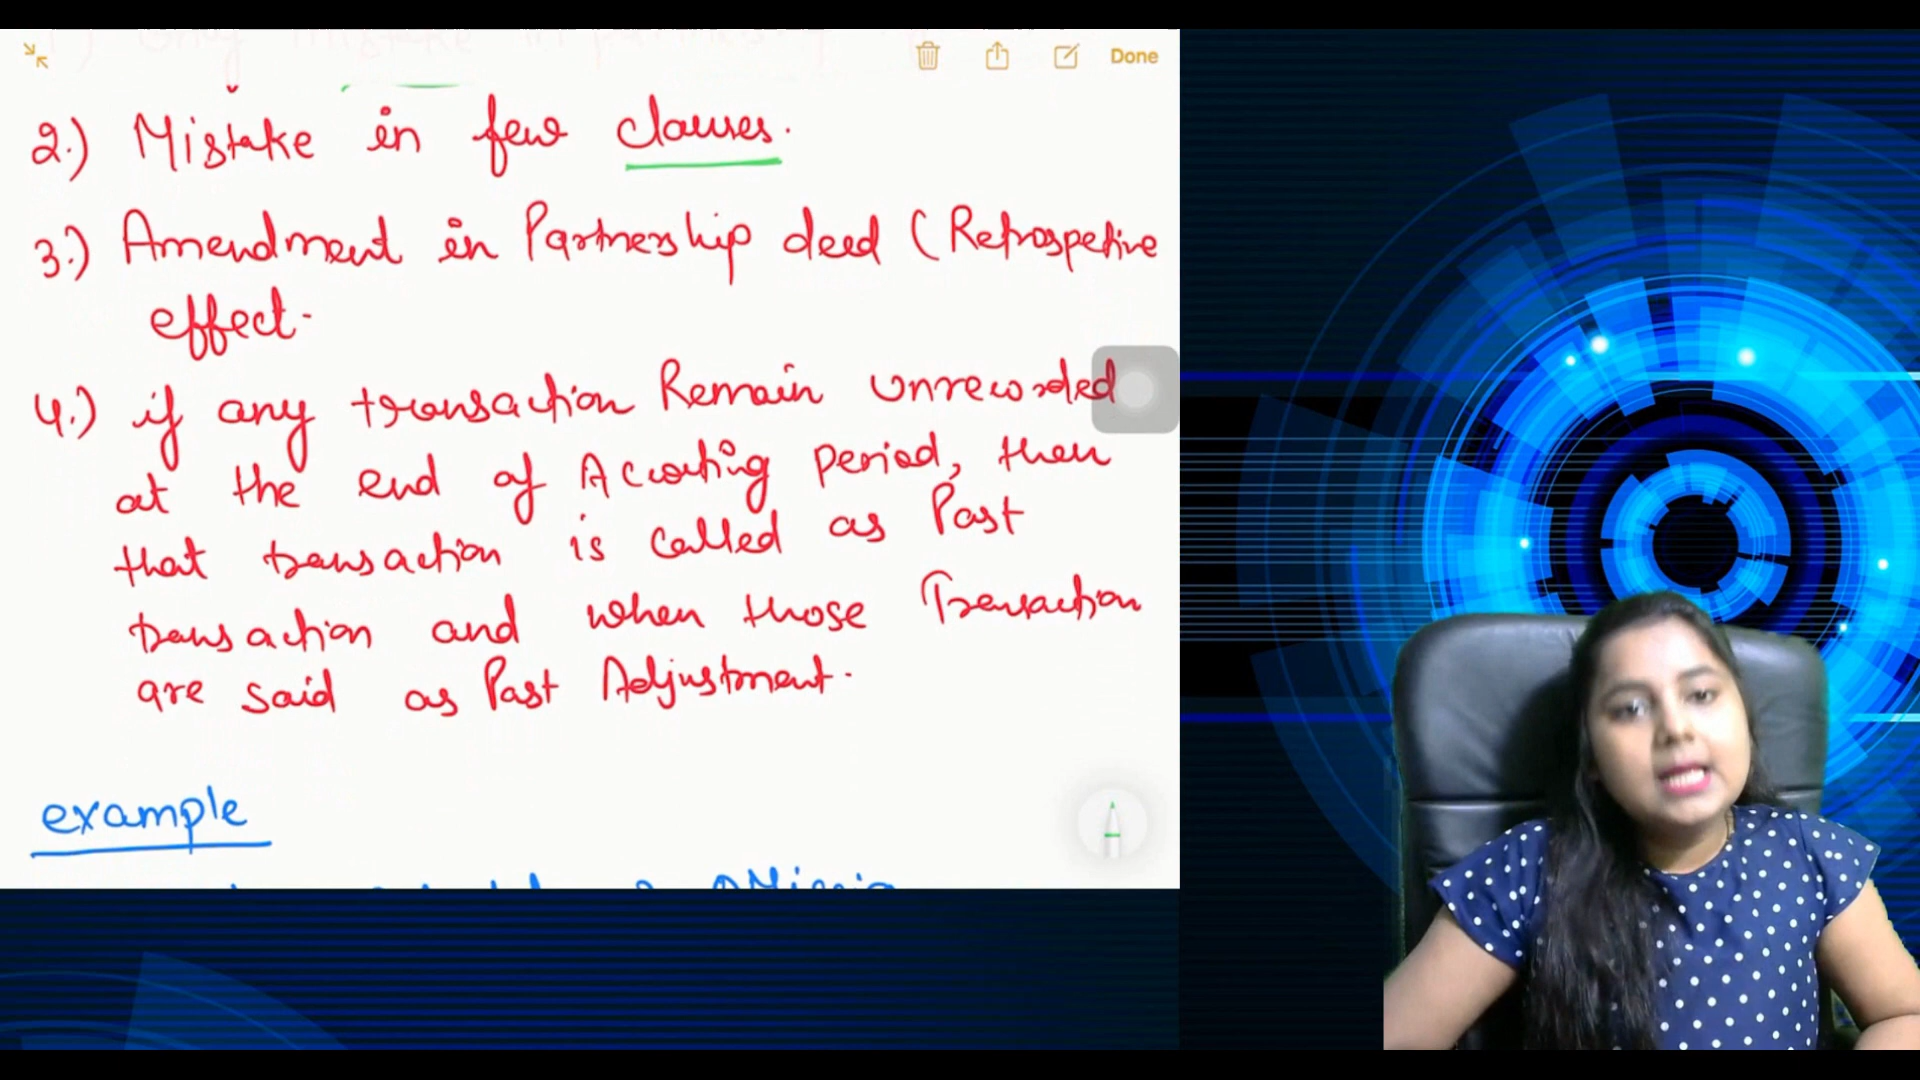 Done
2.) Mistake in few clauses.
3.) Amendment in Partnership deed (Retrospetive
effect.
4.) if any transaction Remain unrecorded
at the end of Accounting period, then
that transaction is called as Past
transaction and when those Transaction
are said as Past Adjustment.
example